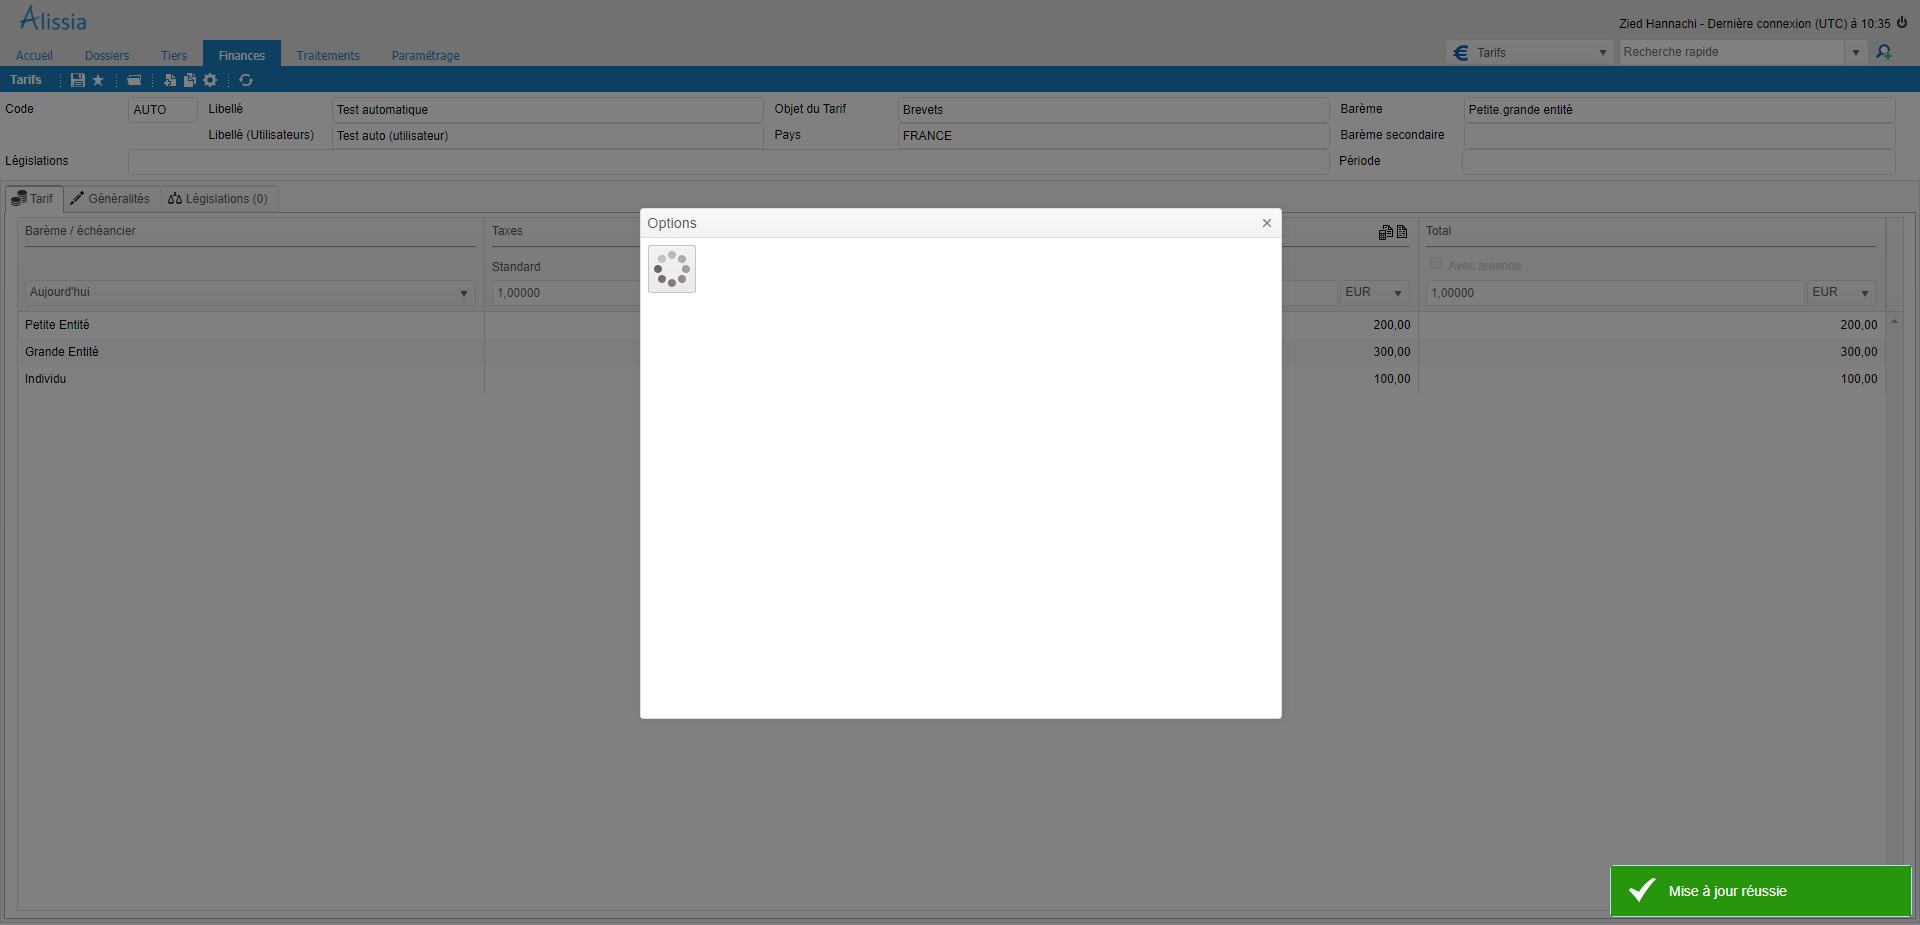 Alissia
Zied Hannachi - Dernière connexion (UTC) à 10:35
Accueil Dossiers Tiers Finances Traitements Paramétrage
Tarifs Recherche rapide
Tarifs
Code AUTO Libellé Test automatique Objet du Tarif Brevets Barème Petite.grande entité
Libellé (Utilisateurs) Test auto (utilisateur) Pays FRANCE Barème secondaire
Législations Période
Tarif Généralités Législations (0)
Options ×
Barème / échéancier Taxes Total
Standard Avec amende
Aujourd'hui 1,00000 EUR 1,00000 EUR
Petite Entité 200,00 200,00
Grande Entité 300,00 300,00
Individu 100,00 100,00
Mise à jour réussie